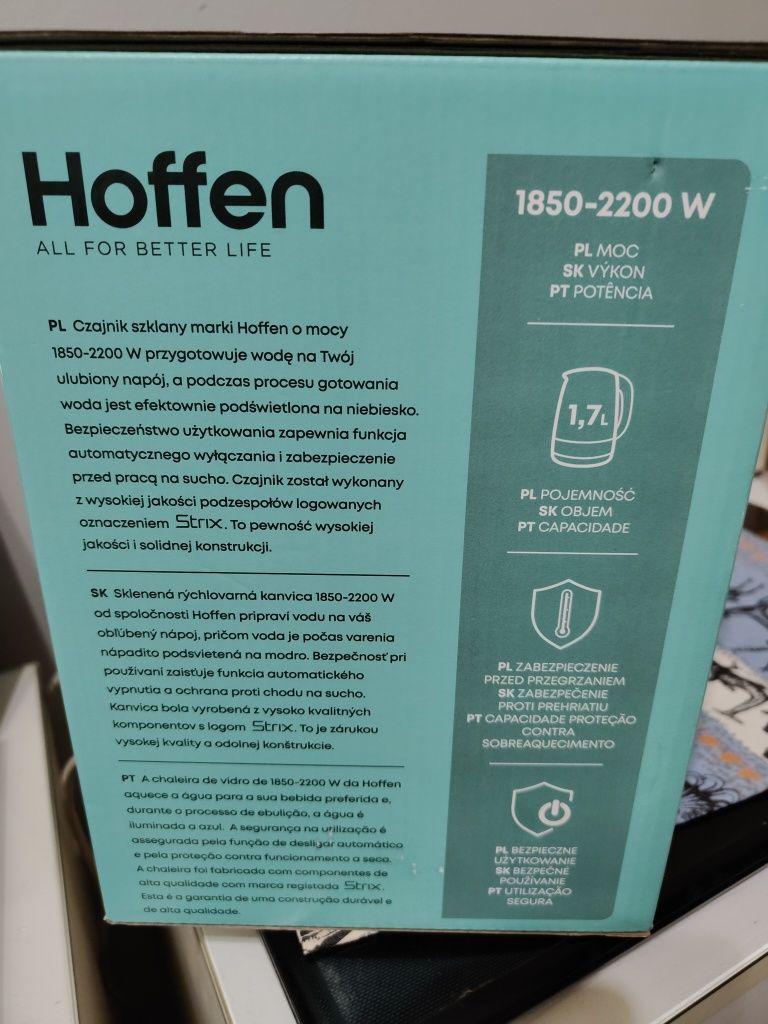 Hoffen
ALL FOR BETTER LIFE
PL Czajnik szklany marki Hoffen o mocy
1850-2200 W przygotowuje wodę na Twój
ulubiony napój, a podczas procesu gotowania
woda jest efektownie podświetlona na niebiesko.
Bezpieczeństwo użytkowania zapewnia funkcja
automatycznego wyłączania i zabezpieczenie
przed pracą na sucho. Czajnik został wykonany
z wysokiej jakości podzespołów logowanych
oznaczeniem Strix. To pewność wysokiej
jakości i solidnej konstrukcji.
SK Sklenená rýchlovarná kanvica 1850-2200 W
od spoločnosti Hoffen pripraví vodu na váš
obľúbený nápoj, pričom voda je počas varenia
nápadito podsvietená na modro. Bezpečnosť pri
používaní zaisťuje funkcia automatického
vypnutia a ochrana proti chodu na sucho.
Kanvica bola vyrobená z vysoko kvalitných
komponentov s logom Strix. To je zárukou
vysokej kvality a odolnej konštrukcie.
PT A chaleira de vidro de 1850-2200 W da Hoffen
aquece a água para a sua bebida preferida e,
durante o processo de ebulição, a água é
iluminada a azul. A segurança na utilização é
assegurada pela função de desligar automático
e pela proteção contra funcionamento a seco.
A chaleira foi fabricada com componentes de
alta qualidade com marca registada Strix.
Esta é a garantia de uma construção durável e
de alta qualidade.
1850-2200 W
PL MOC
SK VÝKON
PT POTÊNCIA
1,7L
PL POJEMNOŚĆ
SK OBJEM
PT CAPACIDADE
PL ZABEZPIECZENIE
PRZED PRZEGRZANIEM
SK ZABEZPEČENIE
PROTI PREHRIATIU
PT CAPACIDADE PROTEÇÃO
CONTRA
SOBREAQUECIMENTO
PL BEZPIECZNE
UŻYTKOWANIE
SK BEZPEČNÉ
POUŽÍVANIE
PT UTILIZAÇÃO
SEGURA